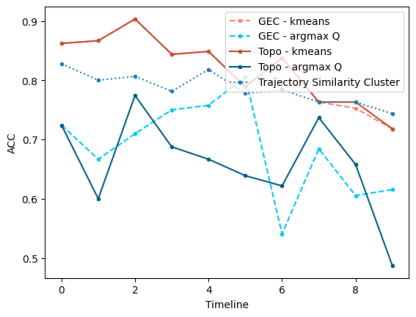 0.9
0.8
0.7
0.6
0.5
ACC
GEC - kmeans
GEC - argmax Q
Topo - kmeans
Topo - argmax Q
Trajectory Similarity Cluster
0 2 4 6 8
Timeline